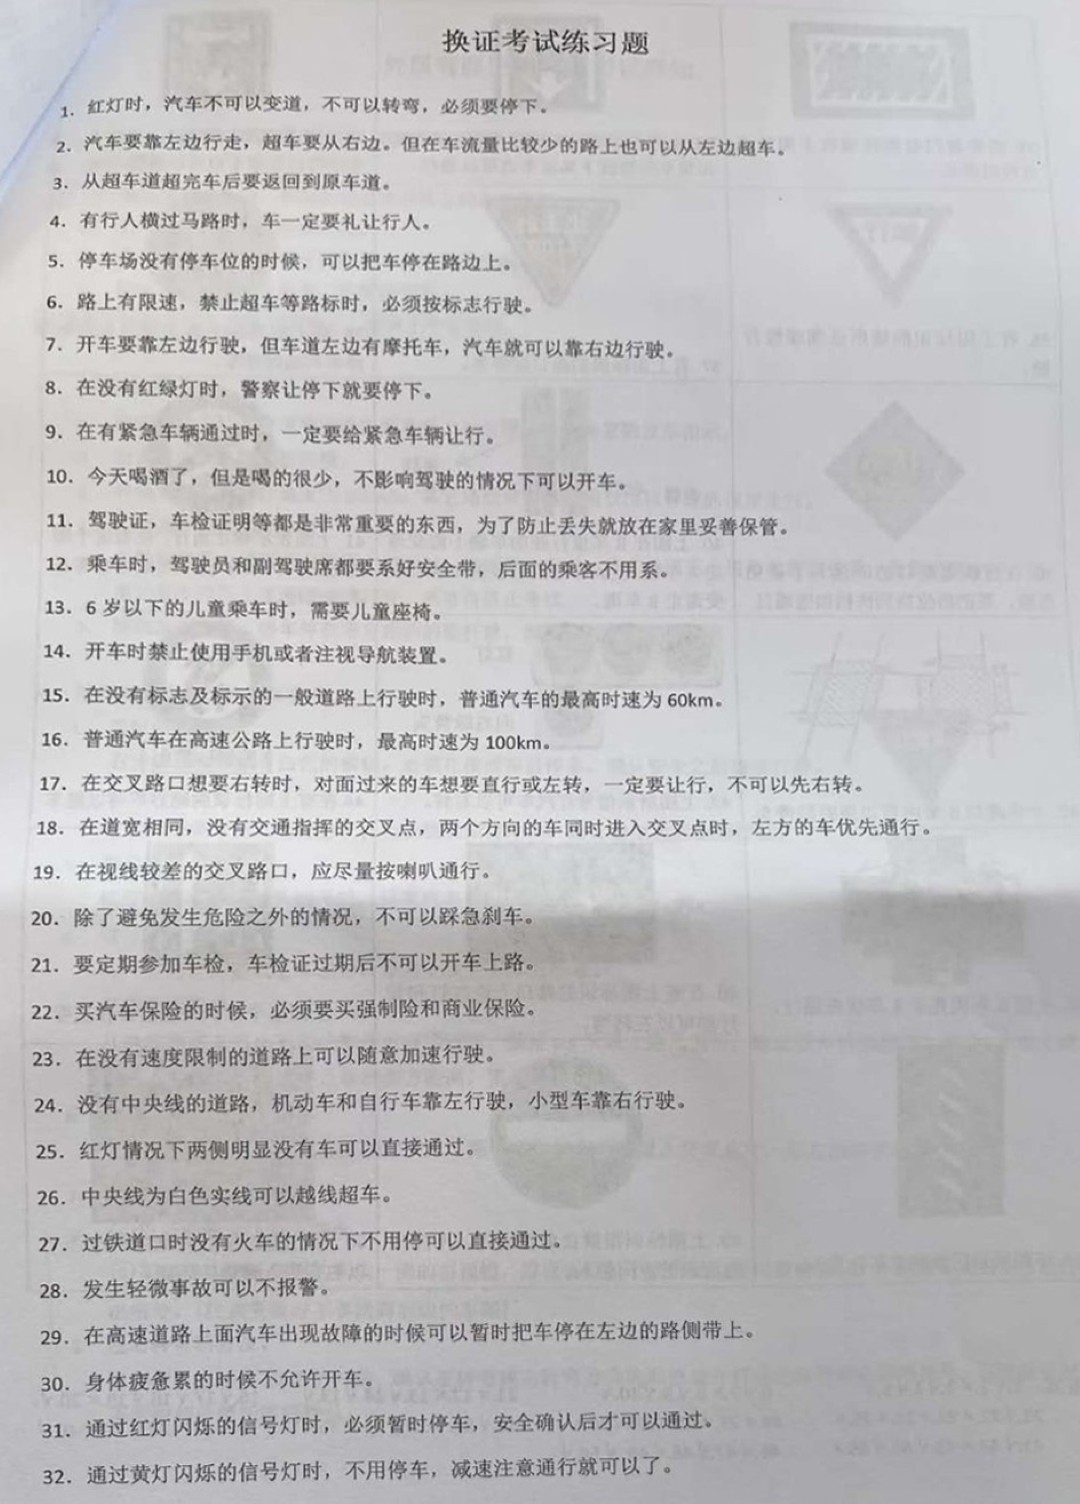 换证考试练习题
1. 红灯时，汽车不可以变道，不可以转弯，必须要停下。
2. 汽车要靠左边行走，超车要从右边。但在车流量比较少的路上也可以从左边超车。
3. 从超车道超完车后要返回到原车道。
4. 有行人横过马路时，车一定要礼让行人。
5. 停车场没有停车位的时候，可以把车停在路边上。
6. 路上有限速，禁止超车等路标时，必须按标志行驶。
7. 开车要靠左边行驶，但车道左边有摩托车，汽车就可以靠右边行驶。
8. 在没有红绿灯时，警察让停下就要停下。
9. 在有紧急车辆通过时，一定要给紧急车辆让行。
10. 今天喝酒了，但是喝的很少，不影响驾驶的情况下可以开车。
11. 驾驶证，车检证明等都是非常重要的东西，为了防止丢失就放在家里妥善保管。
12. 乘车时，驾驶员和副驾驶席都要系好安全带，后面的乘客不用系。
13. 6 岁以下的儿童乘车时，需要儿童座椅。
14. 开车时禁止使用手机或者注视导航装置。
15. 在没有标志及标示的一般道路上行驶时，普通汽车的最高时速为 60km。
16. 普通汽车在高速公路上行驶时，最高时速为 100km。
17. 在交叉路口想要右转时，对面过来的车想要直行或左转，一定要让行，不可以先右转。
18. 在道宽相同，没有交通指挥的交叉点，两个方向的车同时进入交叉点时，左方的车优先通行。
19. 在视线较差的交叉路口，应尽量按喇叭通行。
20. 除了避免发生危险之外的情况，不可以踩急刹车。
21. 要定期参加车检，车检证过期后不可以开车上路。
22. 买汽车保险的时候，必须要买强制险和商业保险。
23. 在没有速度限制的道路上可以随意加速行驶。
24. 没有中央线的道路，机动车和自行车靠左行驶，小型车靠右行驶。
25. 红灯情况下两侧明显没有车可以直接通过。
26. 中央线为白色实线可以越线超车。
27. 过铁道口时没有火车的情况下不用停可以直接通过。
28. 发生轻微事故可以不报警。
29. 在高速道路上面汽车出现故障的时候可以暂时把车停在左边的路侧带上。
30. 身体疲惫累的时候不允许开车。
31. 通过红灯闪烁的信号灯时，必须暂时停车，安全确认后才可以通过。
32. 通过黄灯闪烁的信号灯时，不用停车，减速注意通行就可以了。